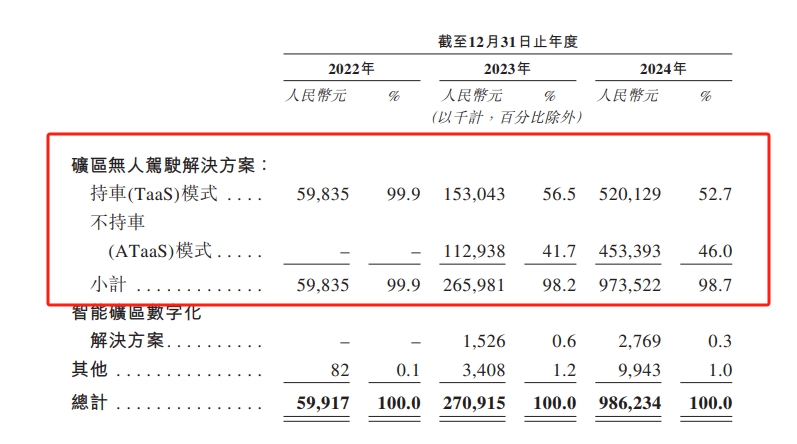 截至12月31日止年度
2022年 2023年 2024年
人民幣元 % 人民幣元 % 人民幣元 %
(以千計，百分比除外)
礦區無人駕駛解決方案：
持車(TaaS)模式 .... 59,835 99.9 153,043 56.5 520,129 52.7
不持車
(ATaaS)模式..... – – 112,938 41.7 453,393 46.0
小計 ............. 59,835 99.9 265,981 98.2 973,522 98.7
智能礦區數字化
解決方案.......... – – 1,526 0.6 2,769 0.3
其他 ............... 82 0.1 3,408 1.2 9,943 1.0
總計 ............... 59,917 100.0 270,915 100.0 986,234 100.0